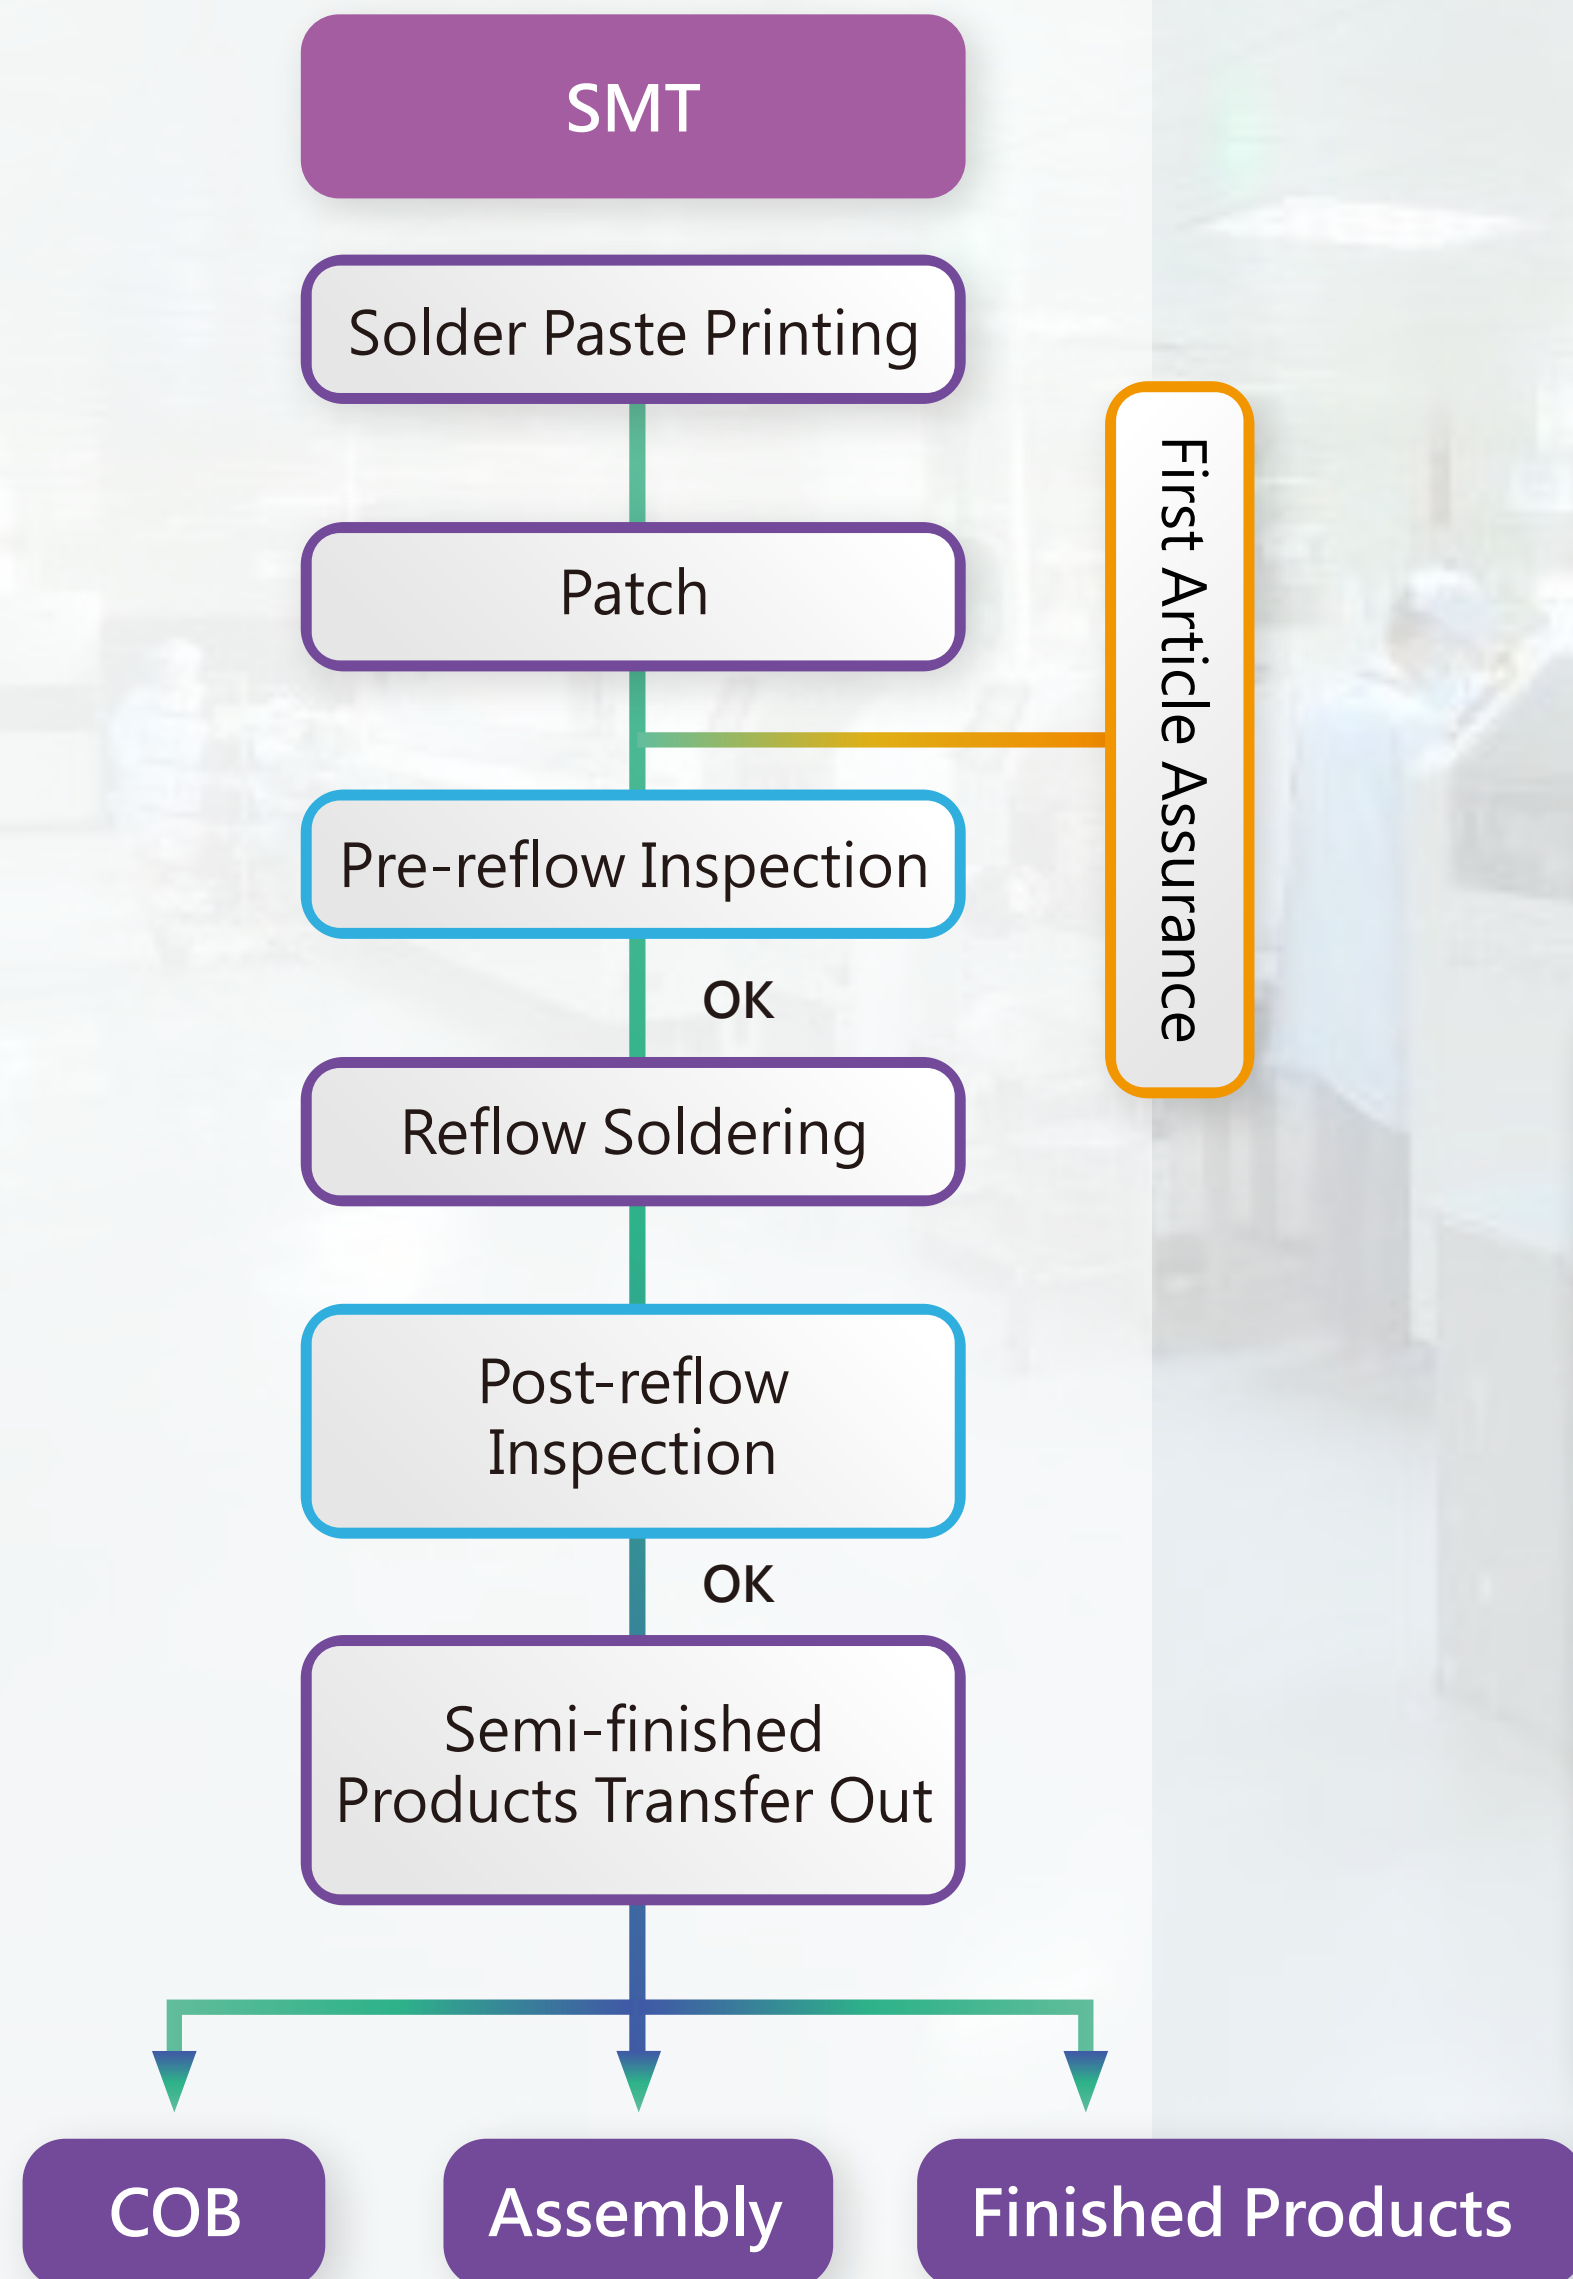 SMT
Solder Paste Printing
Patch
First Article Assurance
Pre-reflow Inspection
OK
Reflow Soldering
Post-reflow
Inspection
OK
Semi-finished
Products Transfer Out
COB
Assembly
Finished Products